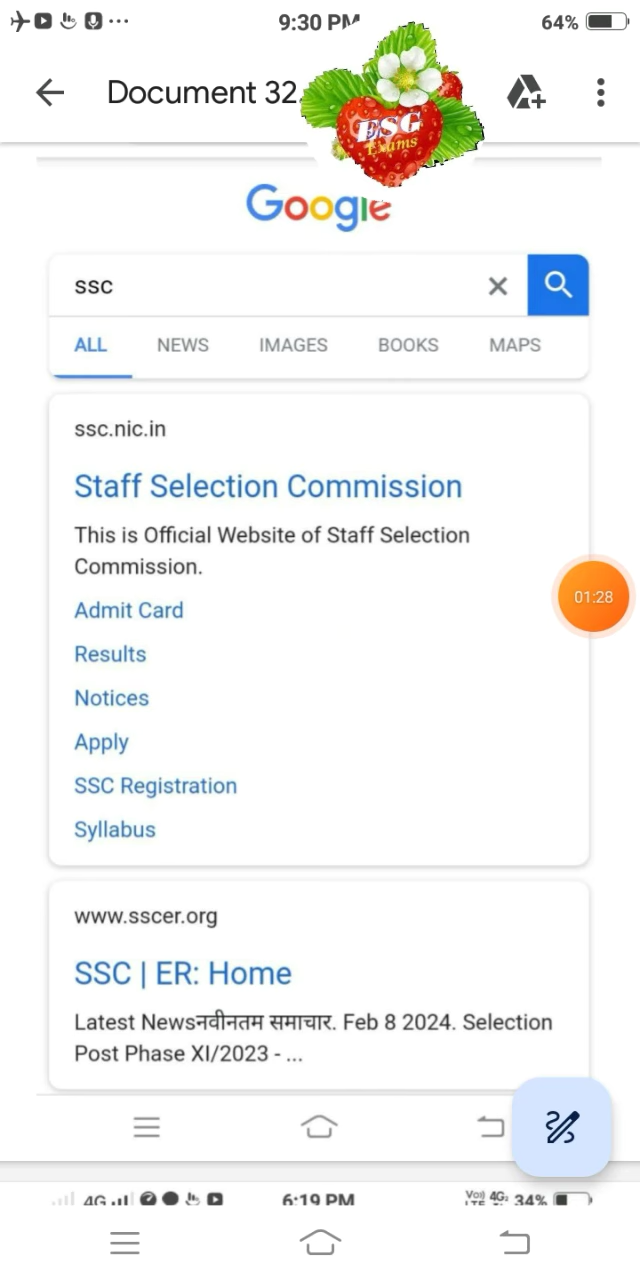 9:30 PM
64%
Document 32.
ESG
Exams
Google
ssc
ALL NEWS IMAGES BOOKS MAPS
ssc.nic.in
Staff Selection Commission
This is Official Website of Staff Selection
Commission.
Admit Card
01:28
Results
Notices
Apply
SSC Registration
Syllabus
www.sscer.org
SSC | ER: Home
Latest Newsनवीनतम समाचार. Feb 8 2024. Selection
Post Phase XI/2023 - ...
4G 6:19 PM Vo)) LTE 4G 34%